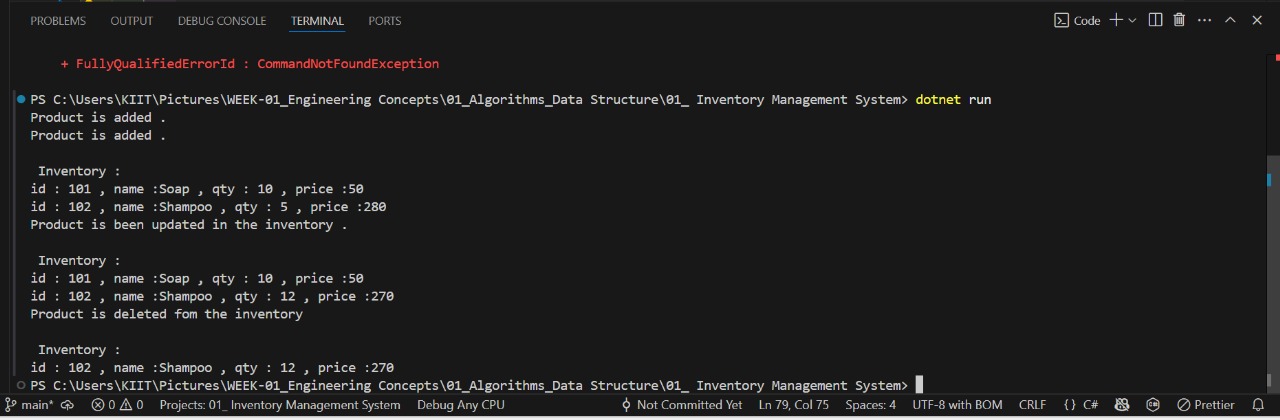 PROBLEMS OUTPUT DEBUG CONSOLE TERMINAL PORTS Code
+ FullyQualifiedErrorId : CommandNotFoundException
PS C:\Users\KIIT\Pictures\WEEK-01_Engineering Concepts\01_Algorithms_Data Structure\01_ Inventory Management System> dotnet run
Product is added .
Product is added .
Inventory :
id : 101 , name :Soap , qty : 10 , price :50
id : 102 , name :Shampoo , qty : 5 , price :280
Product is been updated in the inventory .
Inventory :
id : 101 , name :Soap , qty : 10 , price :50
id : 102 , name :Shampoo , qty : 12 , price :270
Product is deleted fom the inventory
Inventory :
id : 102 , name :Shampoo , qty : 12 , price :270
PS C:\Users\KIIT\Pictures\WEEK-01_Engineering Concepts\01_Algorithms_Data Structure\01_ Inventory Management System>
main* 0 0 Projects: 01_ Inventory Management System Debug Any CPU Not Committed Yet Ln 79, Col 75 Spaces: 4 UTF-8 with BOM CRLF {} C# Prettier